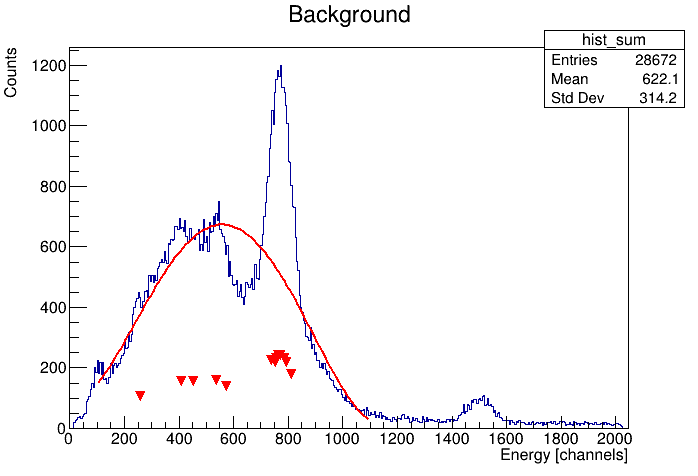 Background
hist_sum
Entries 28672
Mean 622.1
Std Dev 314.2
Counts
1200
1000
800
600
400
200
0
0 200 400 600 800 1000 1200 1400 1600 1800 2000
Energy [channels]